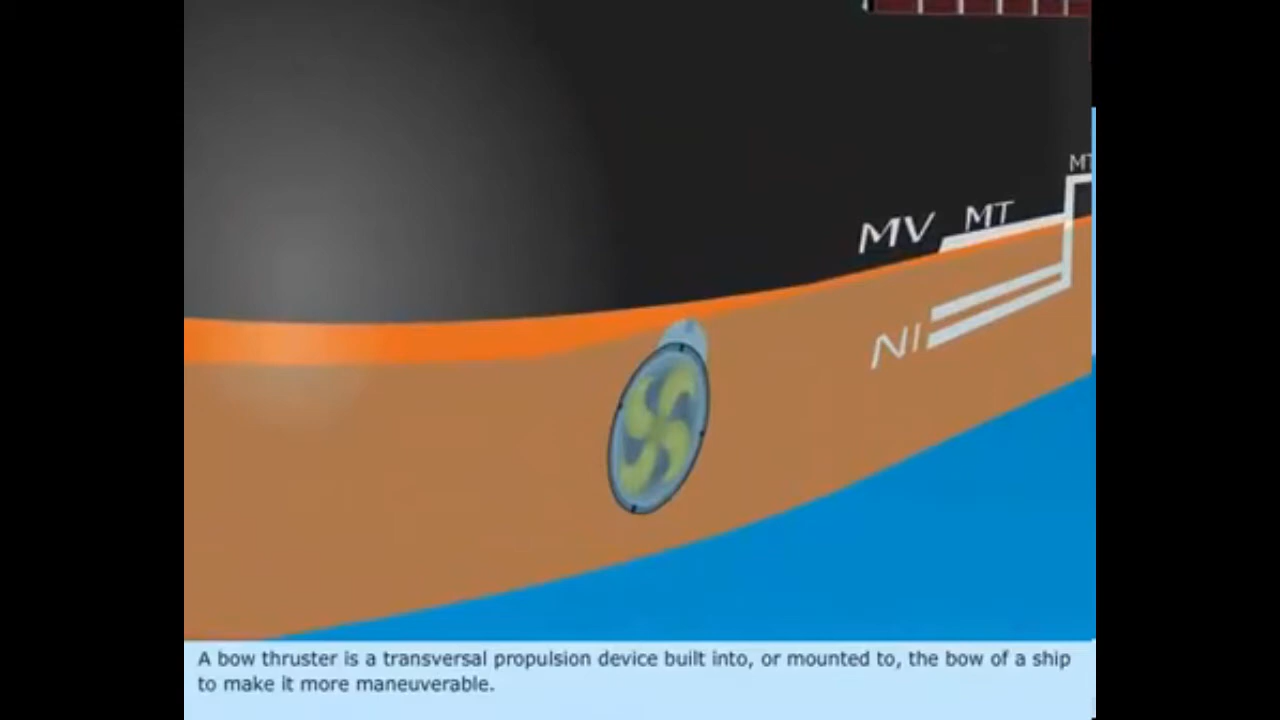 MT
MV MT
NI
A bow thruster is a transversal propulsion device built into, or mounted to, the bow of a ship
to make it more maneuverable.